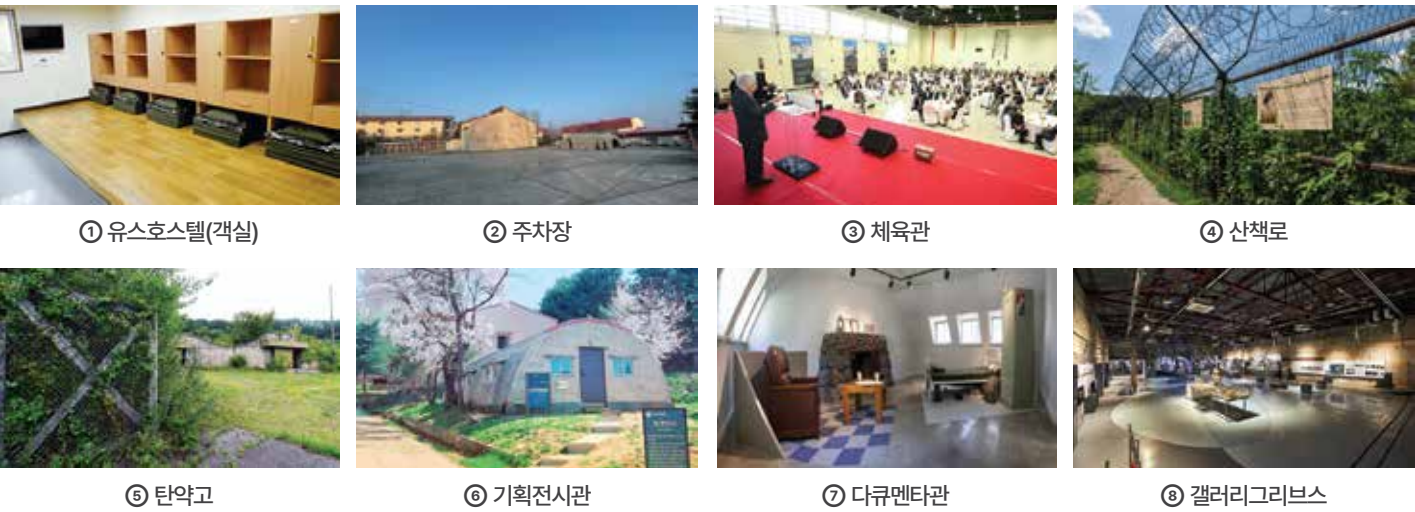 ① 유스호스텔(객실)
② 주차장
③ 체육관
④ 산책로
⑤ 탄약고
⑥ 기획전시관
⑦ 다큐멘타관
⑧ 갤러리그리브스